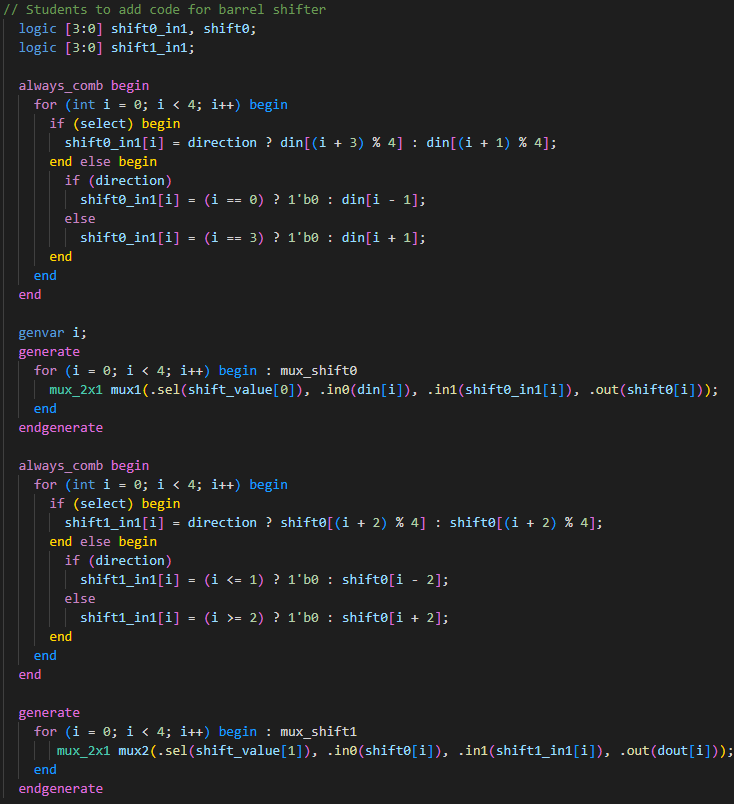 // Students to add code for barrel shifter
logic [3:0] shift0_in1, shift0;
logic [3:0] shift1_in1;

always_comb begin
  for (int i = 0; i < 4; i++) begin
    if (select) begin
      shift0_in1[i] = direction ? din[(i + 3) % 4] : din[(i + 1) % 4];
    end else begin
      if (direction)
        shift0_in1[i] = (i == 0) ? 1'b0 : din[i - 1];
      else
        shift0_in1[i] = (i == 3) ? 1'b0 : din[i + 1];
    end
  end
end

genvar i;
generate
  for (i = 0; i < 4; i++) begin : mux_shift0
    mux_2x1 mux1(.sel(shift_value[0]), .in0(din[i]), .in1(shift0_in1[i]), .out(shift0[i]));
  end
endgenerate

always_comb begin
  for (int i = 0; i < 4; i++) begin
    if (select) begin
      shift1_in1[i] = direction ? shift0[(i + 2) % 4] : shift0[(i + 2) % 4];
    end else begin
      if (direction)
        shift1_in1[i] = (i <= 1) ? 1'b0 : shift0[i - 2];
      else
        shift1_in1[i] = (i >= 2) ? 1'b0 : shift0[i + 2];
    end
  end
end

generate
  for (i = 0; i < 4; i++) begin : mux_shift1
    mux_2x1 mux2(.sel(shift_value[1]), .in0(shift0[i]), .in1(shift1_in1[i]), .out(dout[i]));
  end
endgenerate